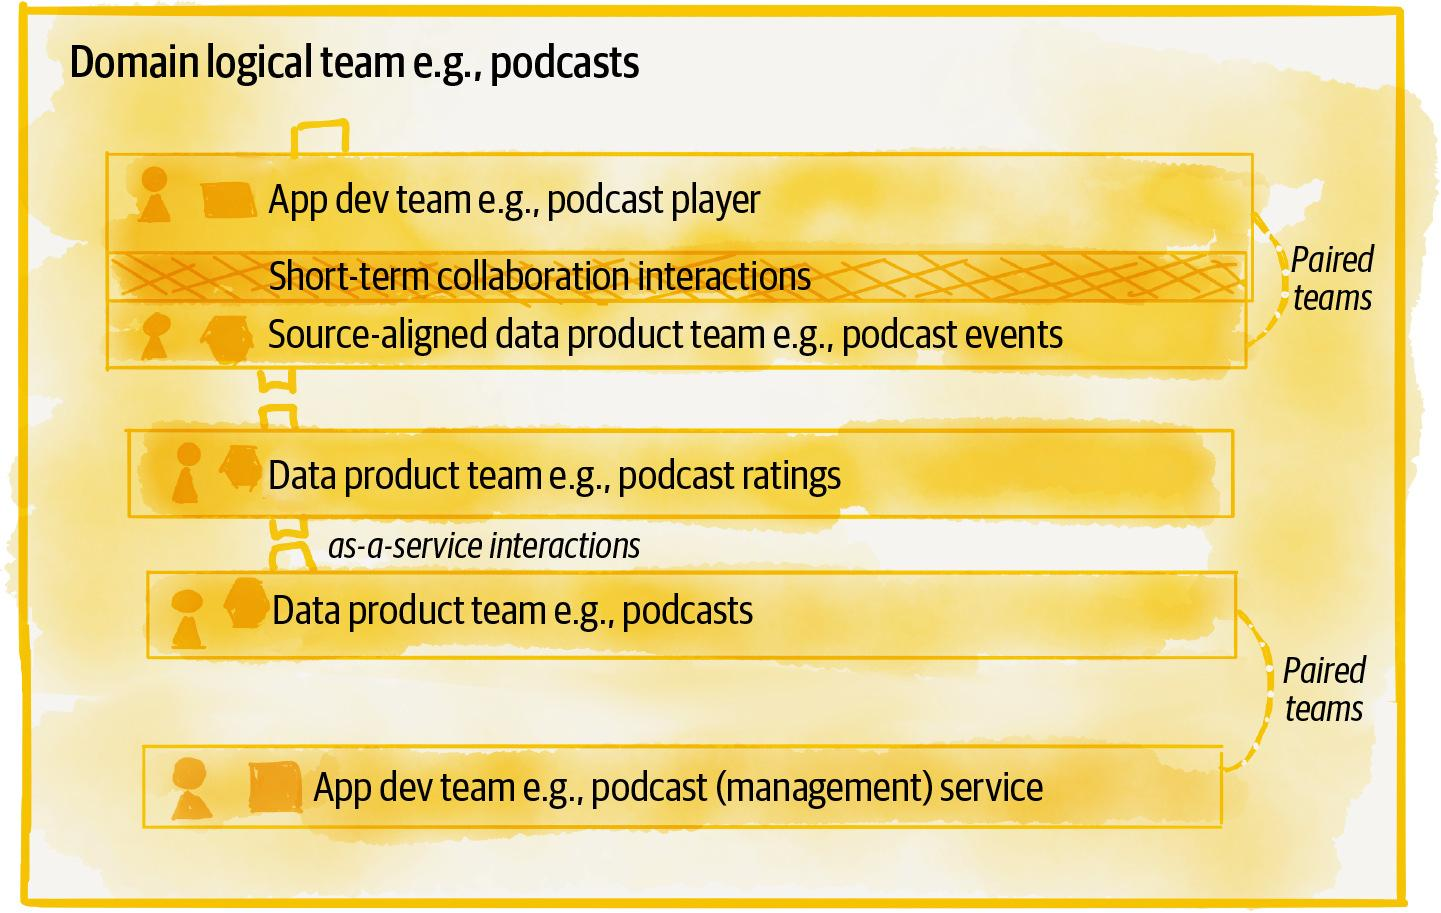 Domain logical team e.g., podcasts
App dev team e.g., podcast player
Short-term collaboration interactions
Paired
teams
Source-aligned data product team e.g., podcast events
Data product team e.g., podcast ratings
as-a-service interactions
Data product team e.g., podcasts
Paired
teams
App dev team e.g., podcast (management) service